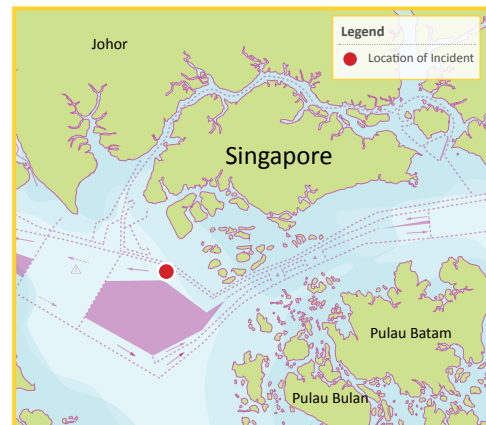 Legend
Location of Incident
Johor
Singapore
Pulau Batam
Pulau Bulan